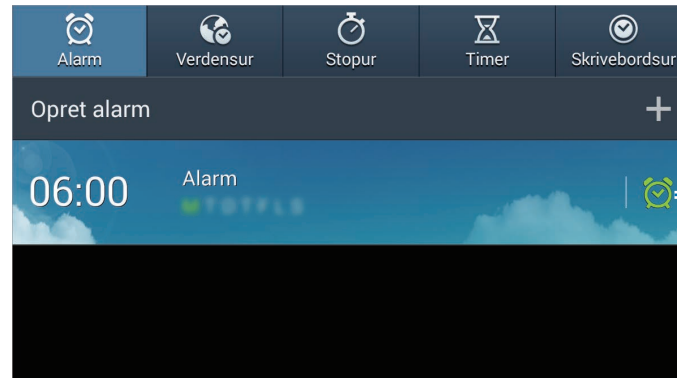 Alarm
Verdensur
Stopur
Timer
Skrivebordsur
Opret alarm
06:00
Alarm